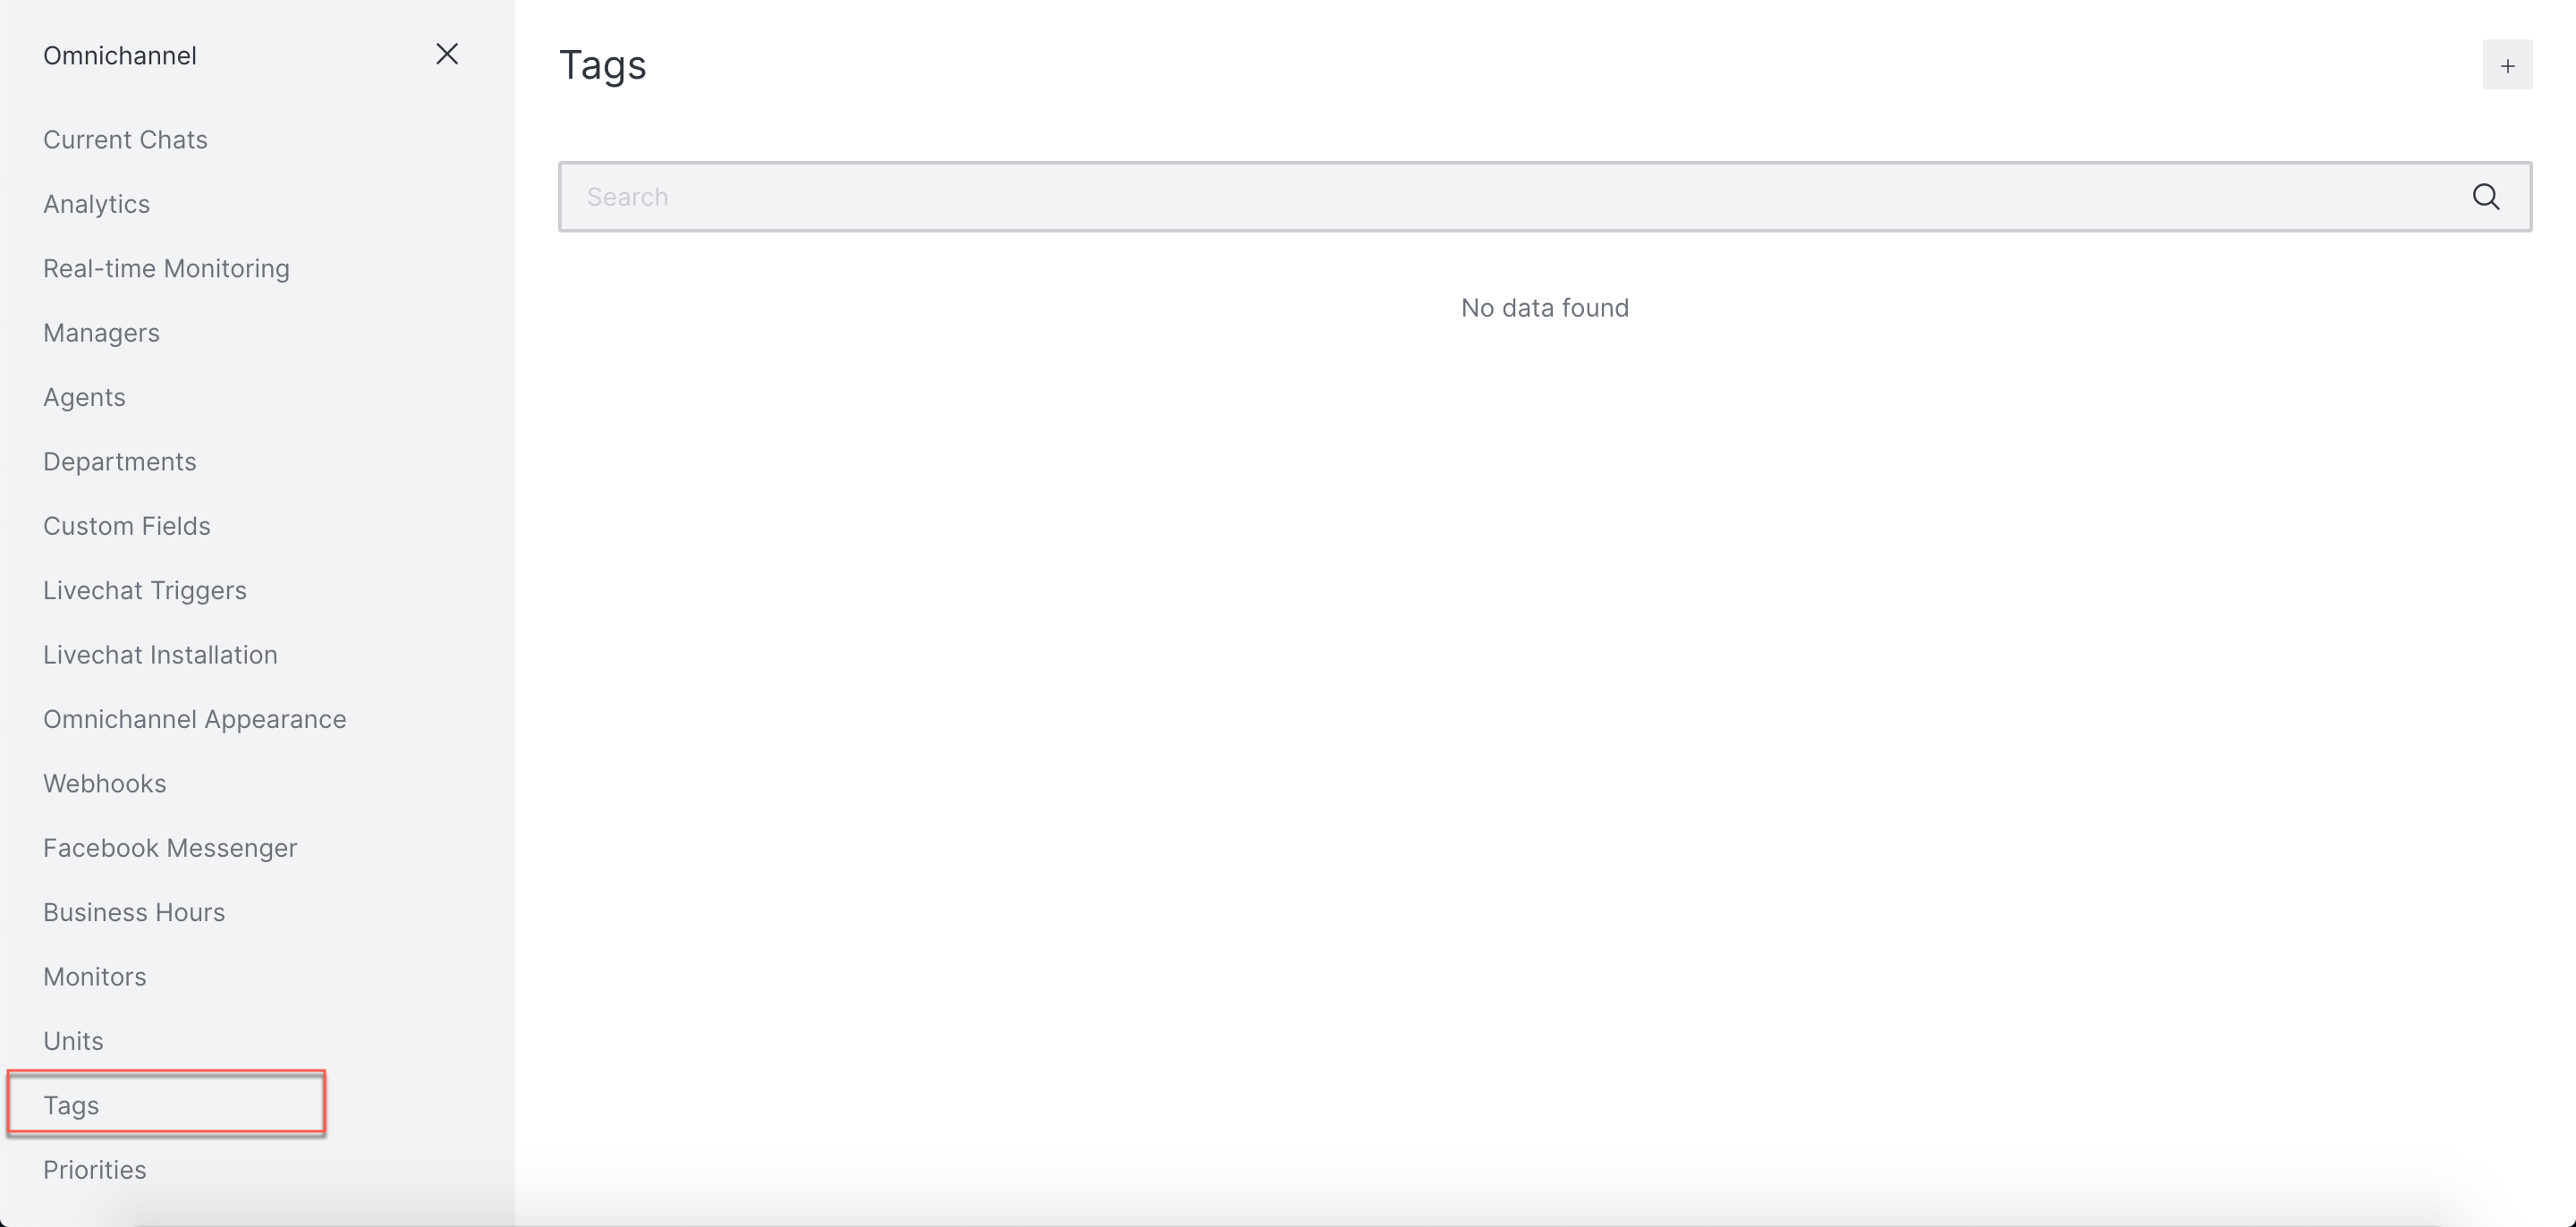 Omnichannel
Current Chats
Analytics
Real-time Monitoring
Managers
Agents
Departments
Custom Fields
Livechat Triggers
Livechat Installation
Omnichannel Appearance
Webhooks
Facebook Messenger
Business Hours
Monitors
Units
Tags
Priorities
Tags
Search
No data found